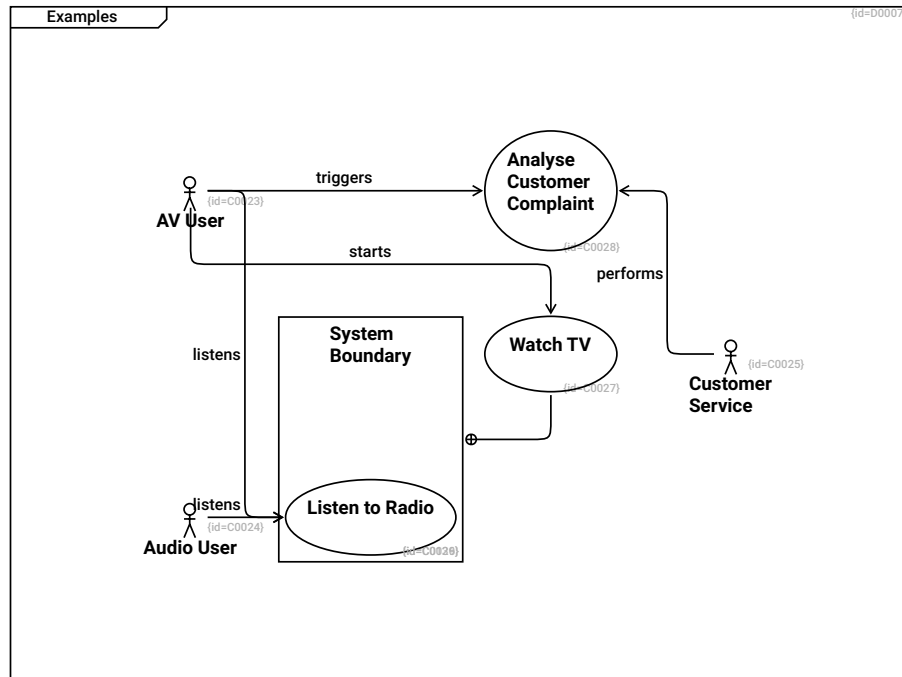 Examples
{id=D0007
triggers
Analyse
Customer
Complaint
{id=C0023}
AV User
{id=C0028}
starts
performs
System
Boundary
listens
Watch TV
{id=C0025}
Customer
Service
{id=C0027}
listens
Listen to Radio
{id=C0024}
Audio User